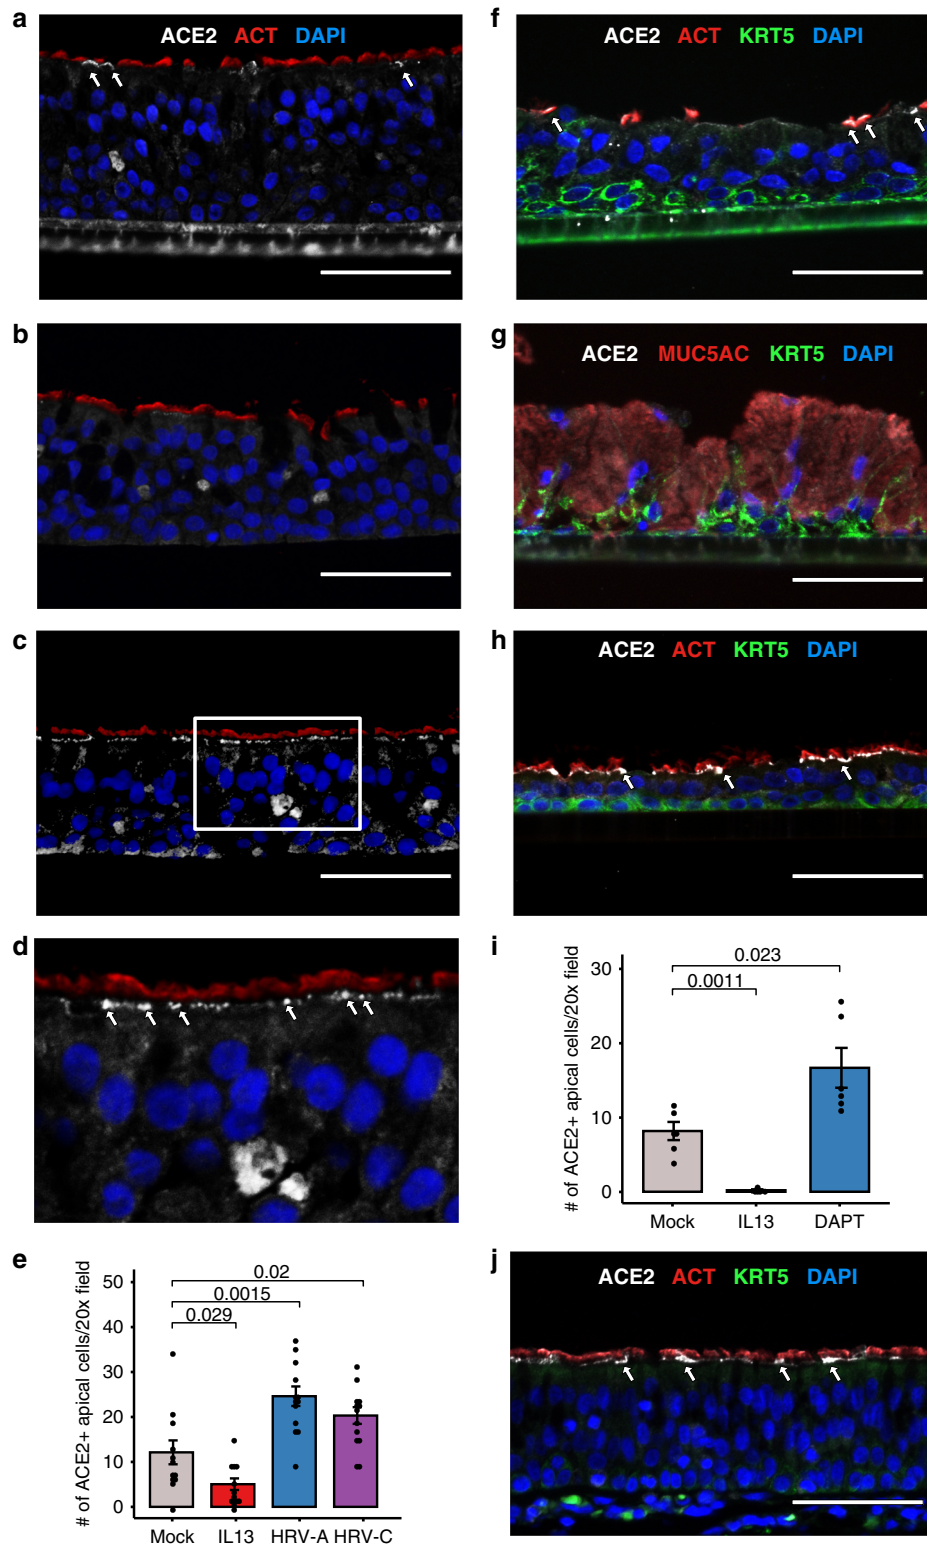 a
ACE2 ACT DAPI
b
c
d
e
# of ACE2+ apical cells/20x field
50
40
30
20
10
0
0.02
0.0015
0.029
Mock IL13 HRV-A HRV-C
f
ACE2 ACT KRT5 DAPI
g
ACE2 MUC5AC KRT5 DAPI
h
ACE2 ACT KRT5 DAPI
i
# of ACE2+ apical cells/20x field
30
20
10
0
0.023
0.0011
Mock IL13 DAPT
j
ACE2 ACT KRT5 DAPI